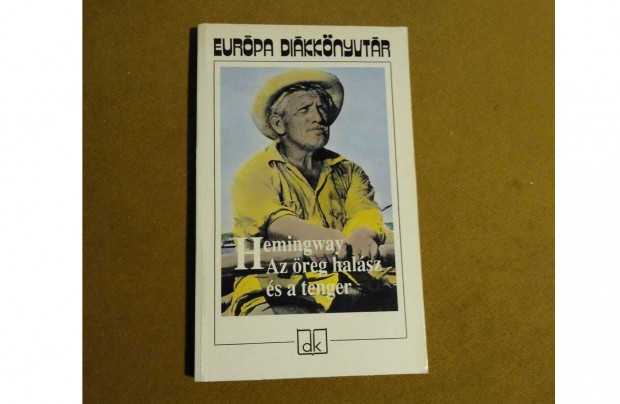 EURÓPA DIÁKKÖNYVTÁR
Hemingway
Az öreg halász
és a tenger
dk